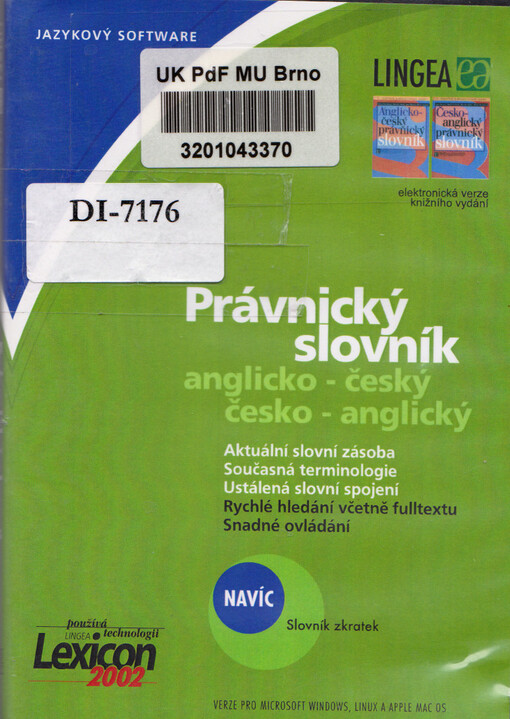 JAZYKOVÝ SOFTWARE
UK PdF MU Brno
3201043370
LINGEA ea
Anglicko-
český
právnický
slovník
Česko-
anglický
právnický
slovník
elektronická verze
knižního vydání
DI-7176
Právnický
slovník
anglicko - český
česko - anglický
Aktuální slovní zásoba
Současná terminologie
Ustálená slovní spojení
Rychlé hledání včetně fulltextu
Snadné ovládání
NAVÍC
Slovník zkratek
používá
LINGEA technologii
Lexicon
2002
VERZE PRO MICROSOFT WINDOWS, LINUX A APPLE MAC OS